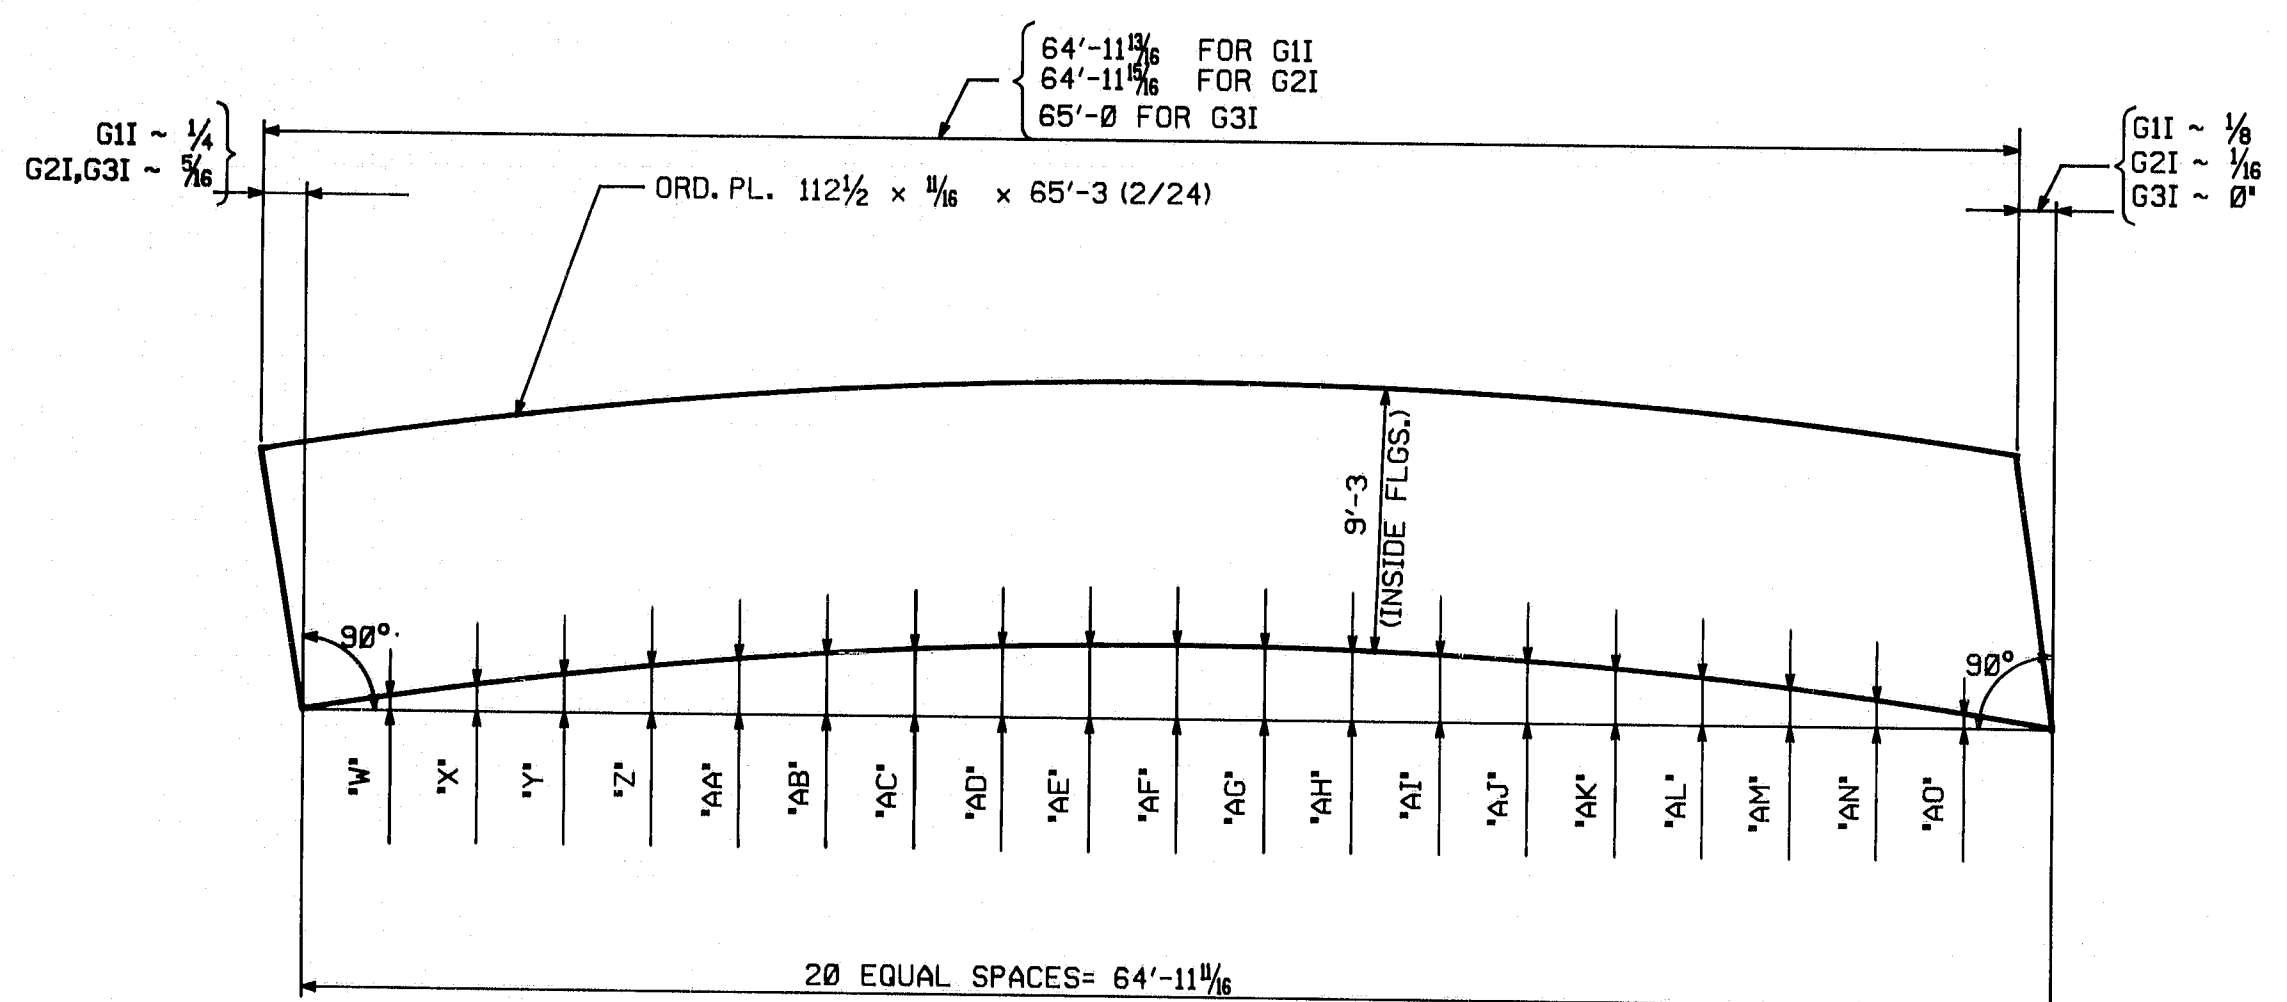 64'-11 13/16 FOR G1I
64'-11 15/16 FOR G2I
65'-Ø FOR G3I
G1I ~ 1/4
G2I,G3I ~ 5/16
G1I ~ 1/8
G2I ~ 1/16
G3I ~ Ø"
ORD. PL. 112 1/2 × 11/16 × 65'-3 (2/24)
9'-3
(INSIDE FLGS.)
90°
90°
"W"
"X"
"Y"
"Z"
"AA"
"AB"
"AC"
"AD"
"AE"
"AF"
"AG"
"AH"
"AI"
"AJ"
"AK"
"AL"
"AM"
"AN"
"AO"
20 EQUAL SPACES= 64'-11 11/16